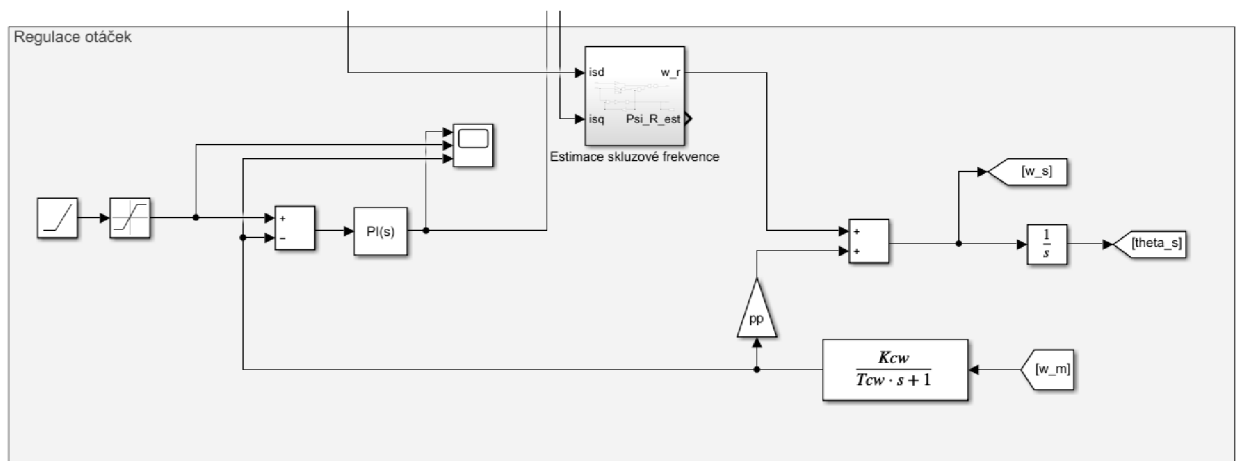 Regulace otáček
isd
w_r
isq
Psi_R_est
Estimace skluzové frekvence
[w_s]
+
−
PI(s)
+
+
1
s
[theta_s]
pp
Kcw
Tcw · s + 1
[w_m]